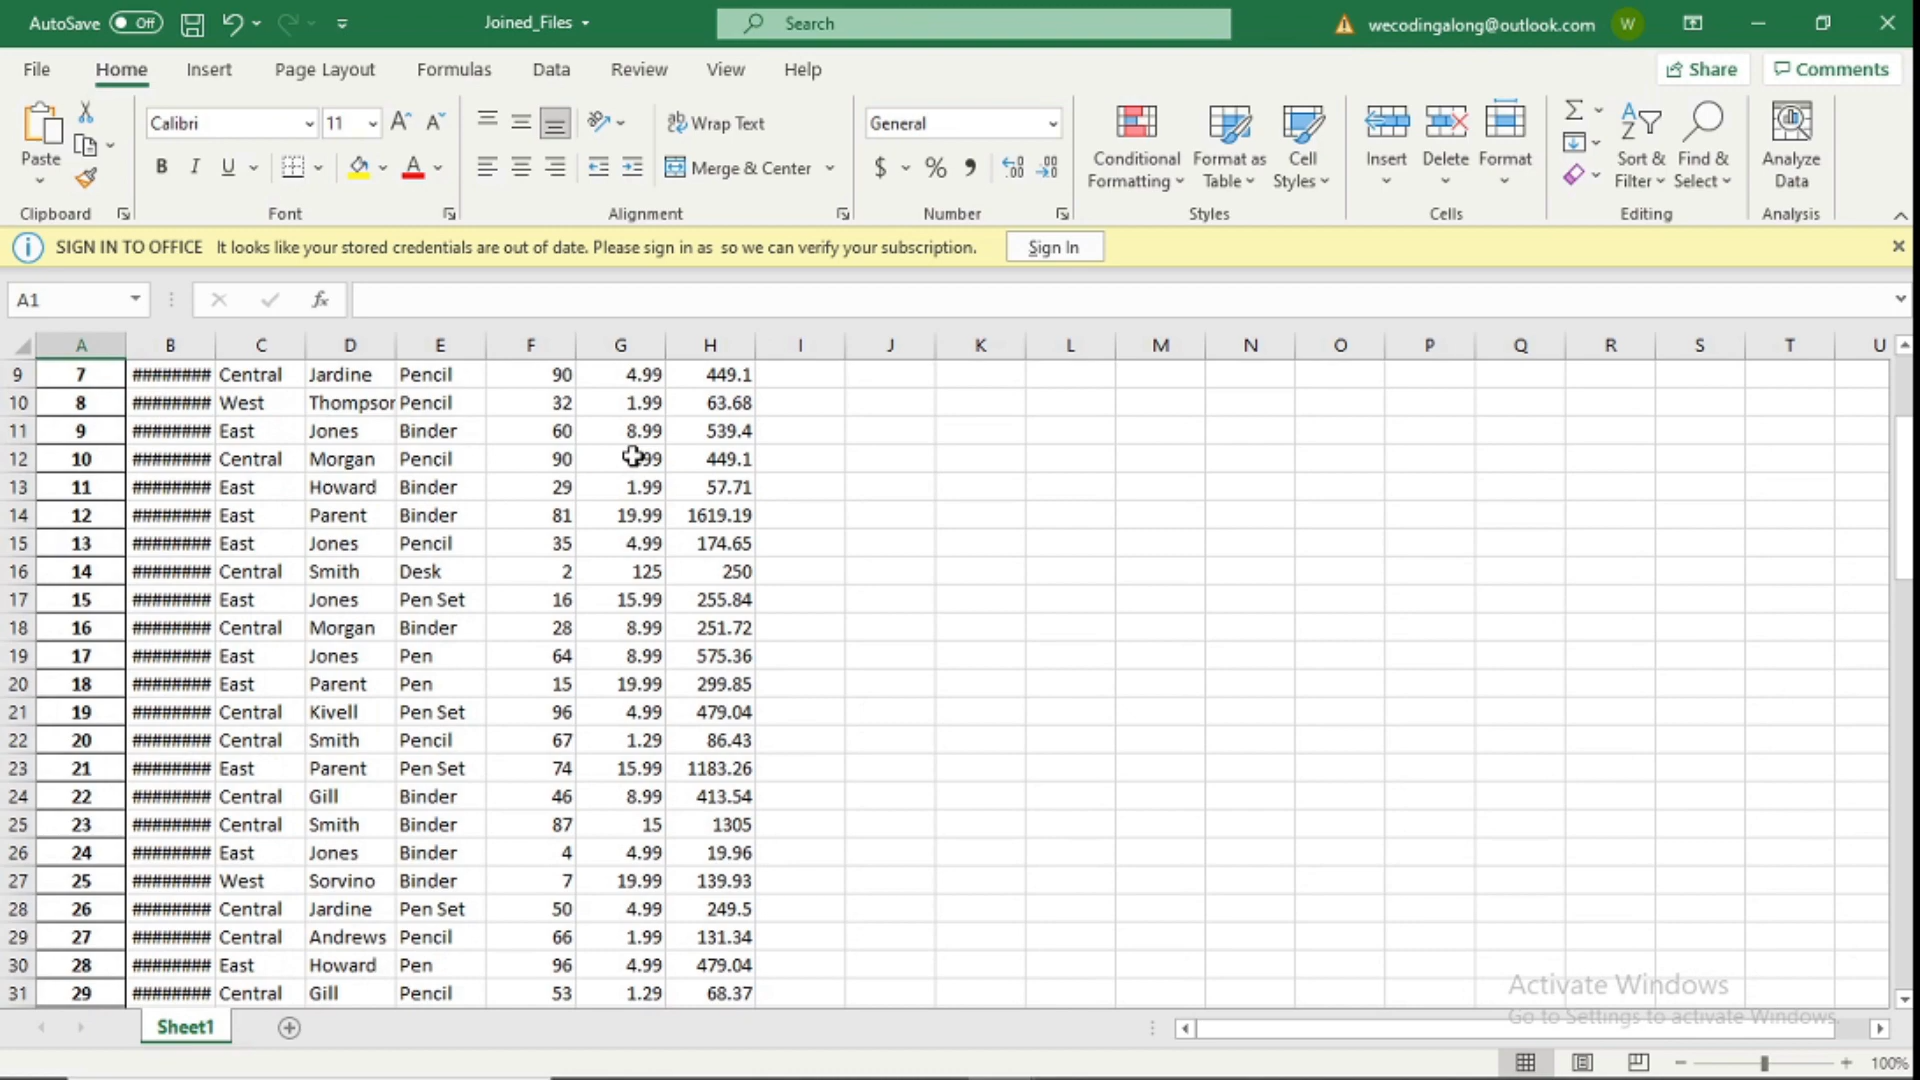 AutoSave Off Joined_Files Search wecodingalong@outlook.com W
File Home Insert Page Layout Formulas Data Review View Help Share Comments
Paste Calibri 11 A A Wrap Text General Conditional Formatting Format as Table Cell Styles Insert Delete Format Sort & Filter Find & Select Analyze Data
B I U A Merge & Center $ % ,
Clipboard Font Alignment Number Styles Cells Editing Analysis
SIGN IN TO OFFICE It looks like your stored credentials are out of date. Please sign in as so we can verify your subscription. Sign In
A1 fx
A B C D E F G H I J K L M N O P Q R S T U
9 7 ######## Central Jardine Pencil 90 4.99 449.1
10 8 ######## West Thompson Pencil 32 1.99 63.68
11 9 ######## East Jones Binder 60 8.99 539.4
12 10 ######## Central Morgan Pencil 90 99 449.1
13 11 ######## East Howard Binder 29 1.99 57.71
14 12 ######## East Parent Binder 81 19.99 1619.19
15 13 ######## East Jones Pencil 35 4.99 174.65
16 14 ######## Central Smith Desk 2 125 250
17 15 ######## East Jones Pen Set 16 15.99 255.84
18 16 ######## Central Morgan Binder 28 8.99 251.72
19 17 ######## East Jones Pen 64 8.99 575.36
20 18 ######## East Parent Pen 15 19.99 299.85
21 19 ######## Central Kivell Pen Set 96 4.99 479.04
22 20 ######## Central Smith Pencil 67 1.29 86.43
23 21 ######## East Parent Pen Set 74 15.99 1183.26
24 22 ######## Central Gill Binder 46 8.99 413.54
25 23 ######## Central Smith Binder 87 15 1305
26 24 ######## East Jones Binder 4 4.99 19.96
27 25 ######## West Sorvino Binder 7 19.99 139.93
28 26 ######## Central Jardine Pen Set 50 4.99 249.5
29 27 ######## Central Andrews Pencil 66 1.99 131.34
30 28 ######## East Howard Pen 96 4.99 479.04
31 29 ######## Central Gill Pencil 53 1.29 68.37
Activate Windows
Go to Settings to activate Windows.
Sheet1
100%